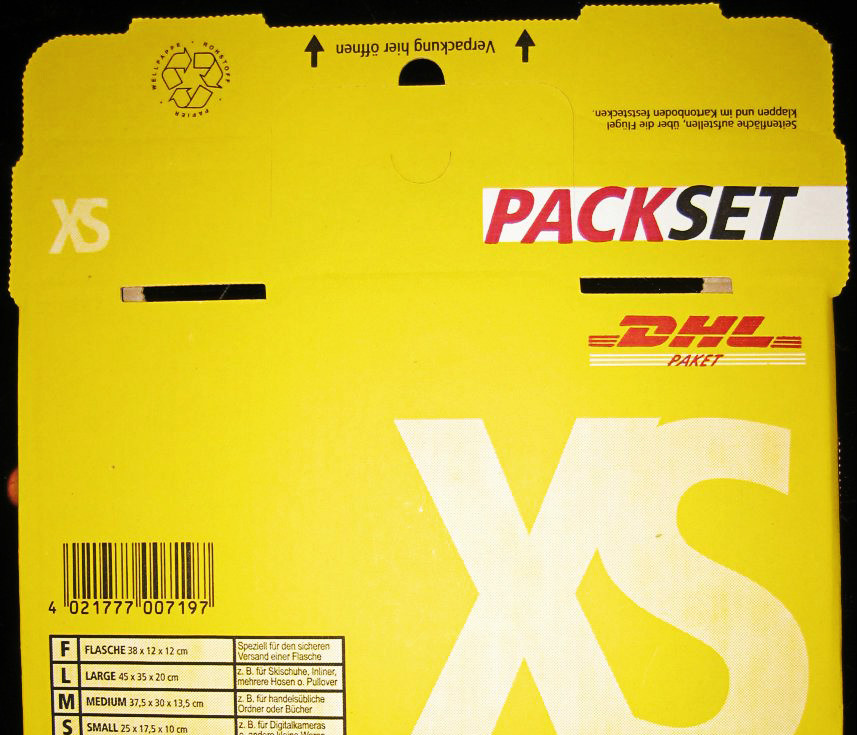 WELLPAPPE • ROHSTOFF • PAPIER •
Verpackung hier öffnen
Seitenfläche aufstellen, über, die Flügel
klappen und im Kartonboden feststecken.
XS
PACKSET
DHL
PAKET
XS
4 021777 007197
F FLASCHE 38 x 12 x 12 cm Speziell für den sicheren
Versand einer Flasche
L LARGE 45 x 35 x 20 cm z. B. für Skischuhe, Inliner,
mehrere Hosen o. Pullover
M MEDIUM 37,5 x 30 x 13,5 cm z. B. für handelsübliche
Ordner oder Bücher
S SMALL 25 x 17,5 x 10 cm z. B. für Digitalkameras
o. andere kleine Waren